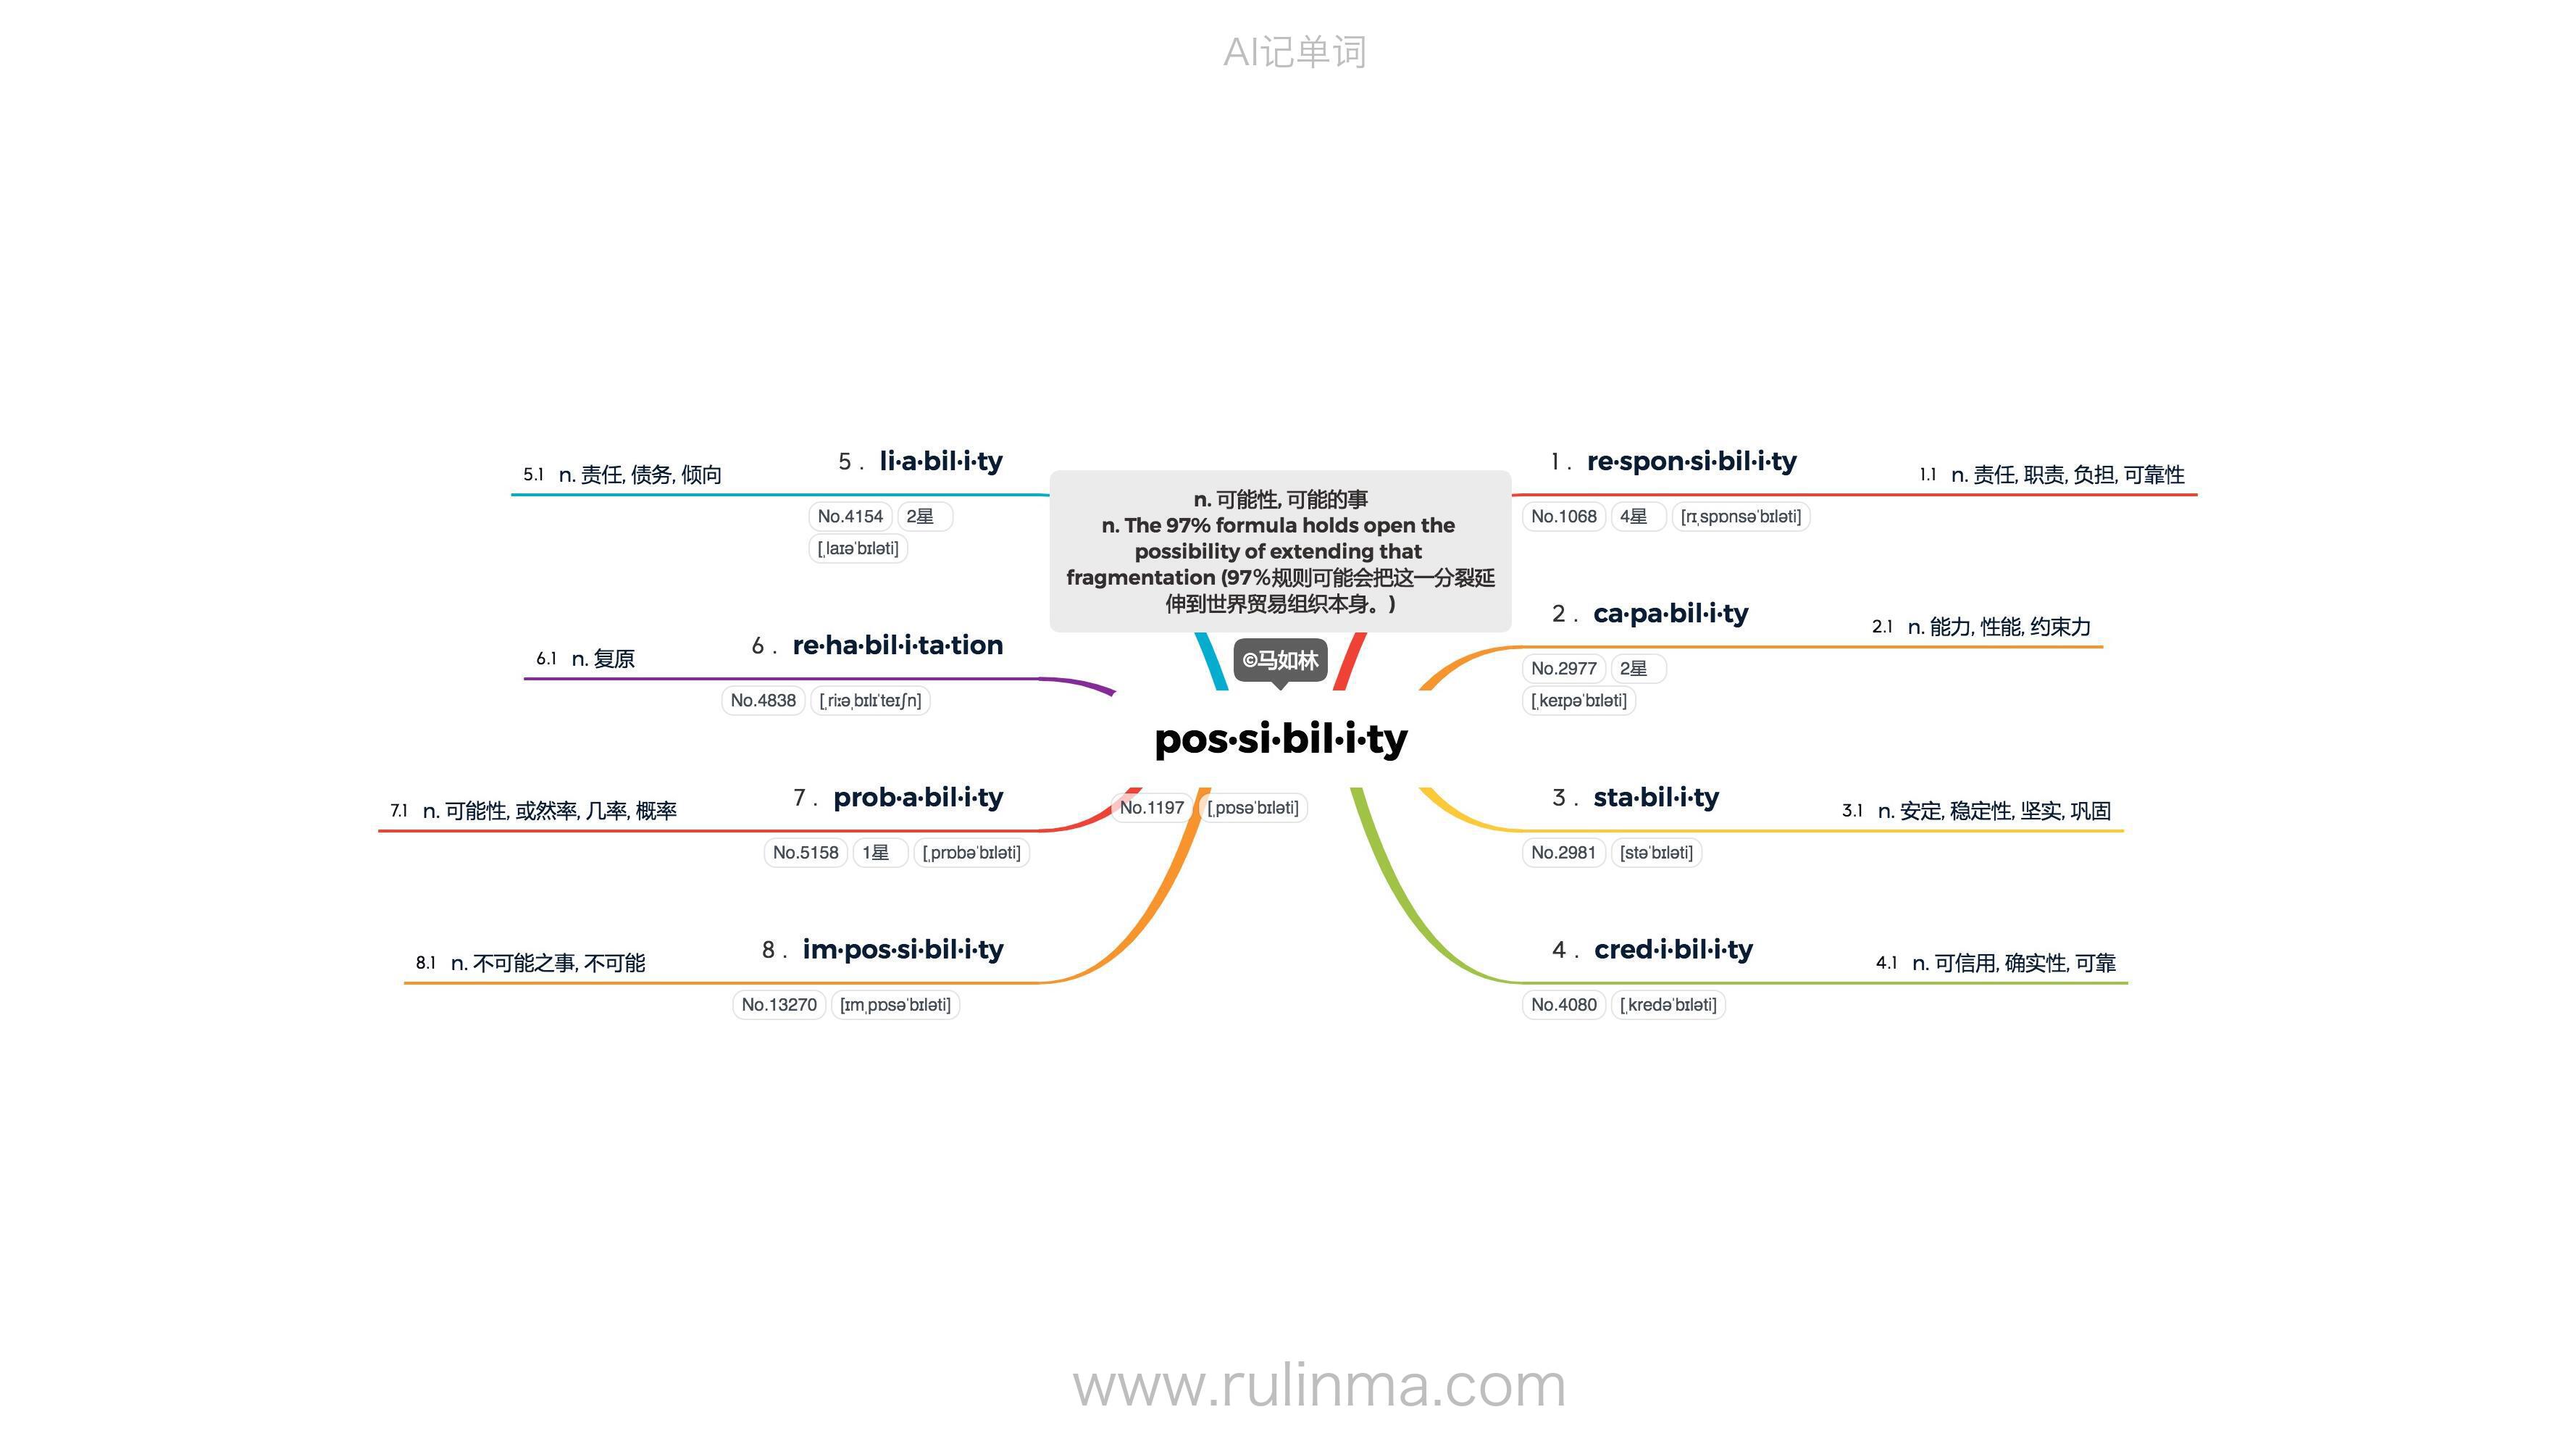 AI记单词
n. 可能性, 可能的事
n. The 97% formula holds open the
possibility of extending that
fragmentation (97%规则可能会把这一分裂延
伸到世界贸易组织本身。)
©马如林
pos·si·bil·i·ty
No.1197 [ˌpɒsəˈbɪləti]
1 . re·spon·si·bil·i·ty
1.1 n. 责任, 职责, 负担, 可靠性
No.1068 4星 [rɪˌspɒnsəˈbɪləti]
2 . ca·pa·bil·i·ty
2.1 n. 能力, 性能, 约束力
No.2977 2星
[ˌkeɪpəˈbɪləti]
3 . sta·bil·i·ty
3.1 n. 安定, 稳定性, 坚实, 巩固
No.2981 [stəˈbɪləti]
4 . cred·i·bil·i·ty
4.1 n. 可信用, 确实性, 可靠
No.4080 [ˌkredəˈbɪləti]
5 . li·a·bil·i·ty
5.1 n. 责任, 债务, 倾向
No.4154 2星
[ˌlaɪəˈbɪləti]
6 . re·ha·bil·i·ta·tion
6.1 n. 复原
No.4838 [ˌriːəˌbɪlɪˈteɪʃn]
7 . prob·a·bil·i·ty
7.1 n. 可能性, 或然率, 几率, 概率
No.5158 1星 [ˌprɒbəˈbɪləti]
8 . im·pos·si·bil·i·ty
8.1 n. 不可能之事, 不可能
No.13270 [ɪmˌpɒsəˈbɪləti]
www.rulinma.com